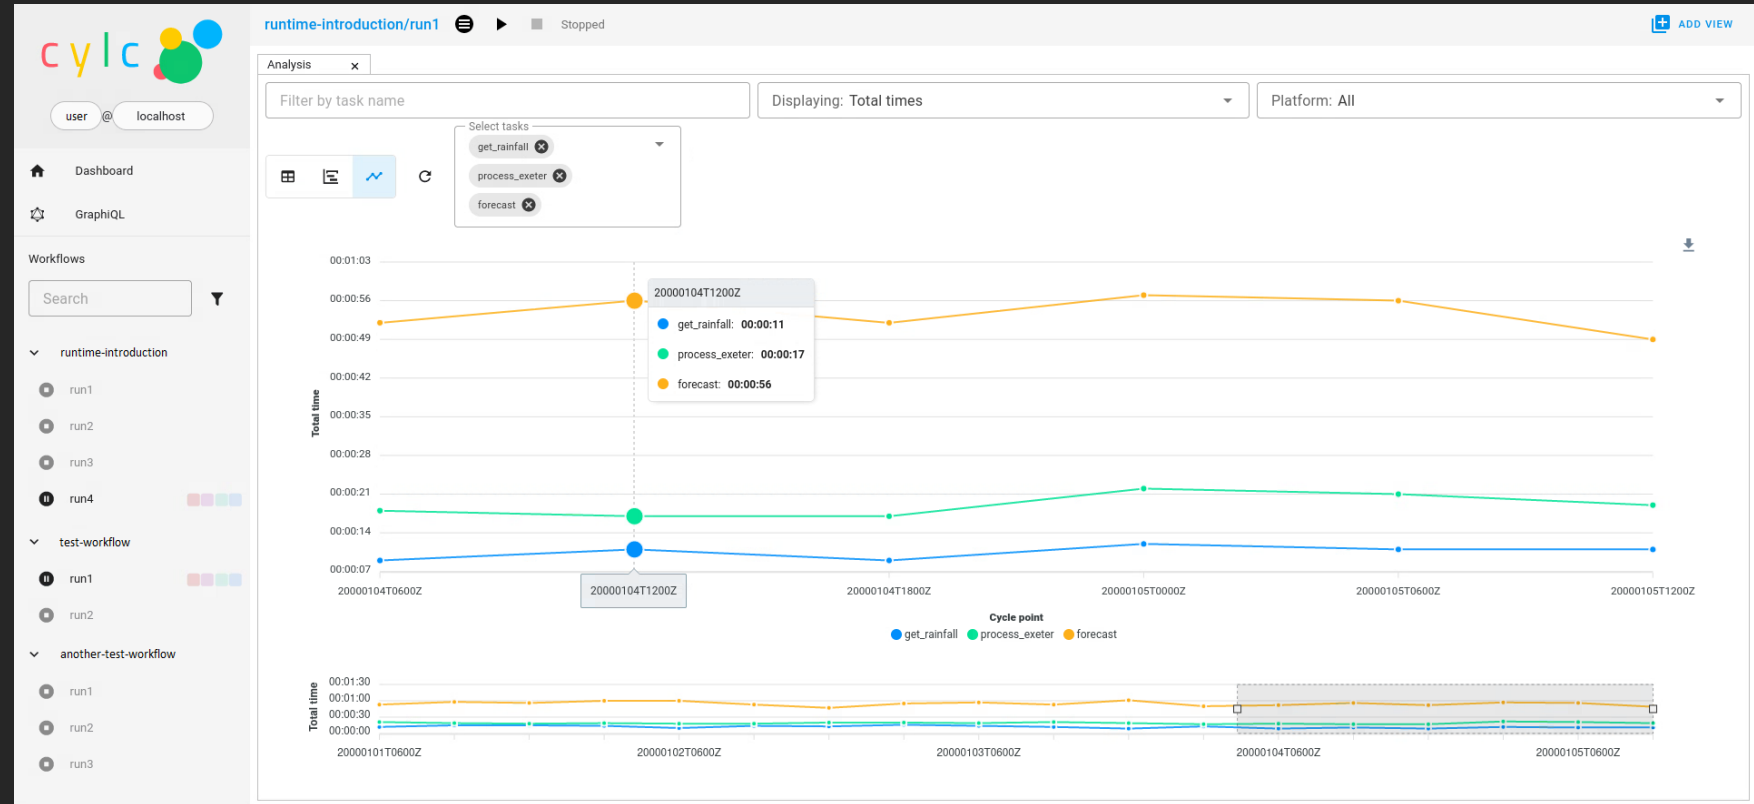 cylc
user @ localhost
Dashboard
GraphiQL
Workflows
Search
runtime-introduction
run1
run2
run3
run4
test-workflow
run1
run2
another-test-workflow
run1
run2
run3
runtime-introduction/run1 Stopped ADD VIEW
Analysis
Filter by task name
Displaying: Total times
Platform: All
Select tasks
get_rainfall
process_exeter
forecast
Total time
00:01:03
00:00:56
00:00:49
00:00:42
00:00:35
00:00:28
00:00:21
00:00:14
00:00:07
20000104T1200Z
get_rainfall: 00:00:11
process_exeter: 00:00:17
forecast: 00:00:56
20000104T0600Z 20000104T1200Z 20000104T1800Z 20000105T0000Z 20000105T0600Z 20000105T1200Z
Cycle point
get_rainfall process_exeter forecast
Total time
00:01:30
00:01:00
00:00:30
00:00:00
20000101T0600Z 20000102T0600Z 20000103T0600Z 20000104T0600Z 20000105T0600Z